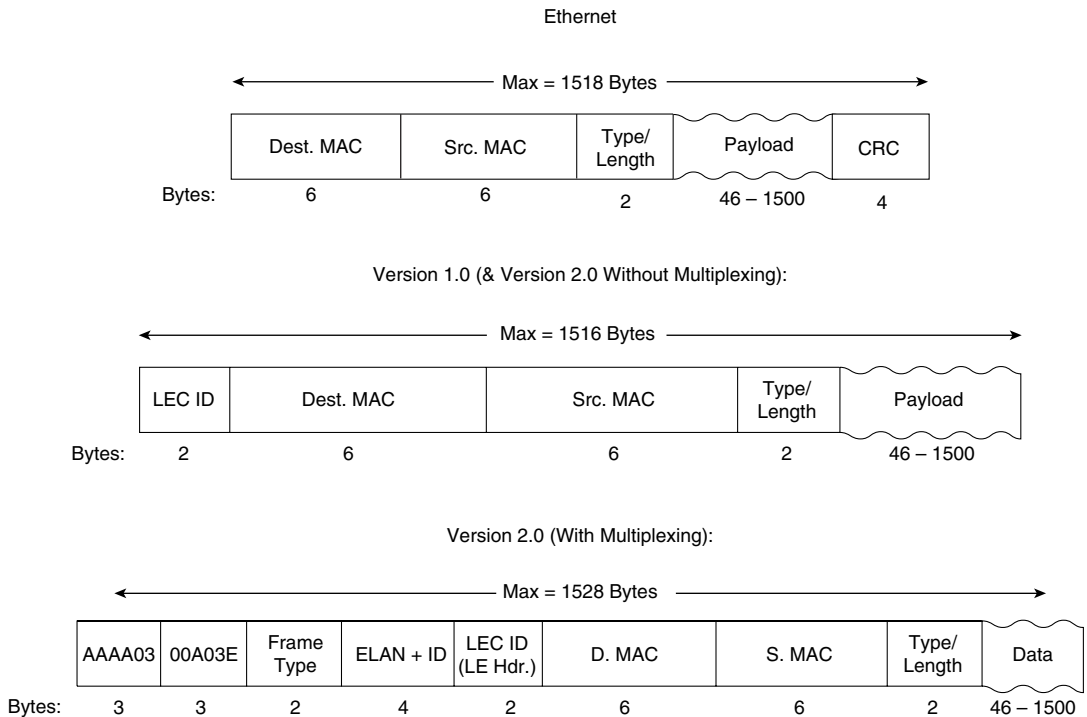 Ethernet
Max = 1518 Bytes
Dest. MAC Src. MAC Type/ Payload CRC
Length
Bytes: 6 6 2 46 – 1500 4
Version 1.0 (& Version 2.0 Without Multiplexing):
Max = 1516 Bytes
LEC ID Dest. MAC Src. MAC Type/ Payload
Length
Bytes: 2 6 6 2 46 – 1500
Version 2.0 (With Multiplexing):
Max = 1528 Bytes
AAAA03 00A03E Frame ELAN + ID LEC ID D. MAC S. MAC Type/ Data
Type (LE Hdr.) Length
Bytes: 3 3 2 4 2 6 6 2 46 – 1500